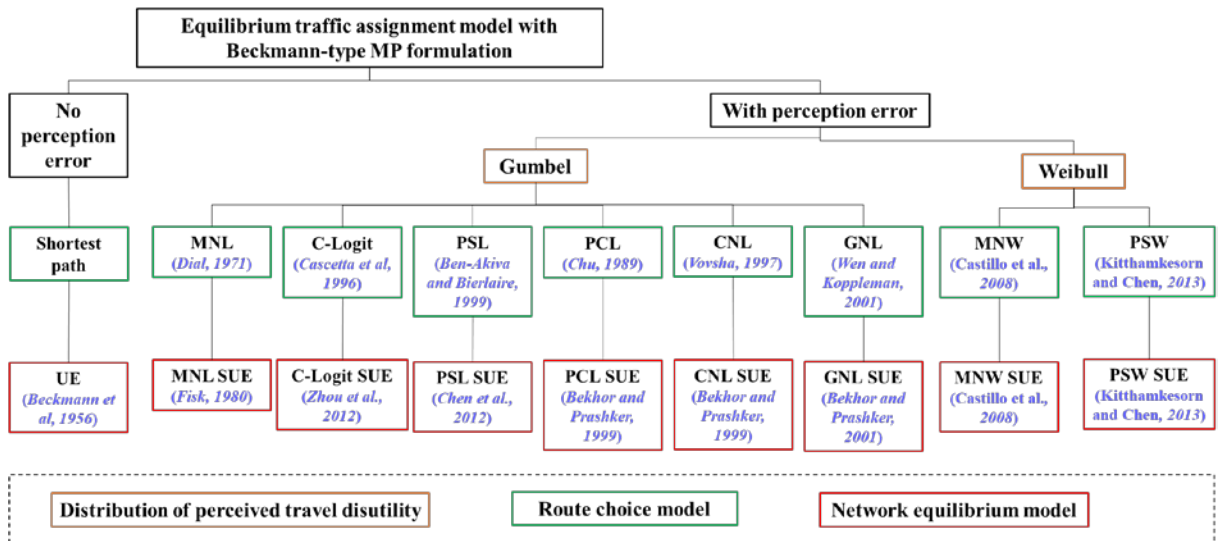 Equilibrium traffic assignment model with
Beckmann-type MP formulation
No
perception
error
With perception error
Gumbel
Weibull
Shortest
path
MNL
(Dial, 1971)
C-Logit
(Cascetta et al,
1996)
PSL
(Ben-Akiva
and Bierlaire,
1999)
PCL
(Chu, 1989)
CNL
(Vovsha, 1997)
GNL
(Wen and
Koppleman,
2001)
MNW
(Castillo et al.,
2008)
PSW
(Kitthamkesorn
and Chen, 2013)
UE
(Beckmann et
al, 1956)
MNL SUE
(Fisk, 1980)
C-Logit SUE
(Zhou et al.,
2012)
PSL SUE
(Chen et al.,
2012)
PCL SUE
(Bekhor and
Prashker,
1999)
CNL SUE
(Bekhor and
Prashker,
1999)
GNL SUE
(Bekhor and
Prashker,
2001)
MNW SUE
(Castillo et al.,
2008)
PSW SUE
(Kitthamkesorn
and Chen, 2013)
Distribution of perceived travel disutility
Route choice model
Network equilibrium model